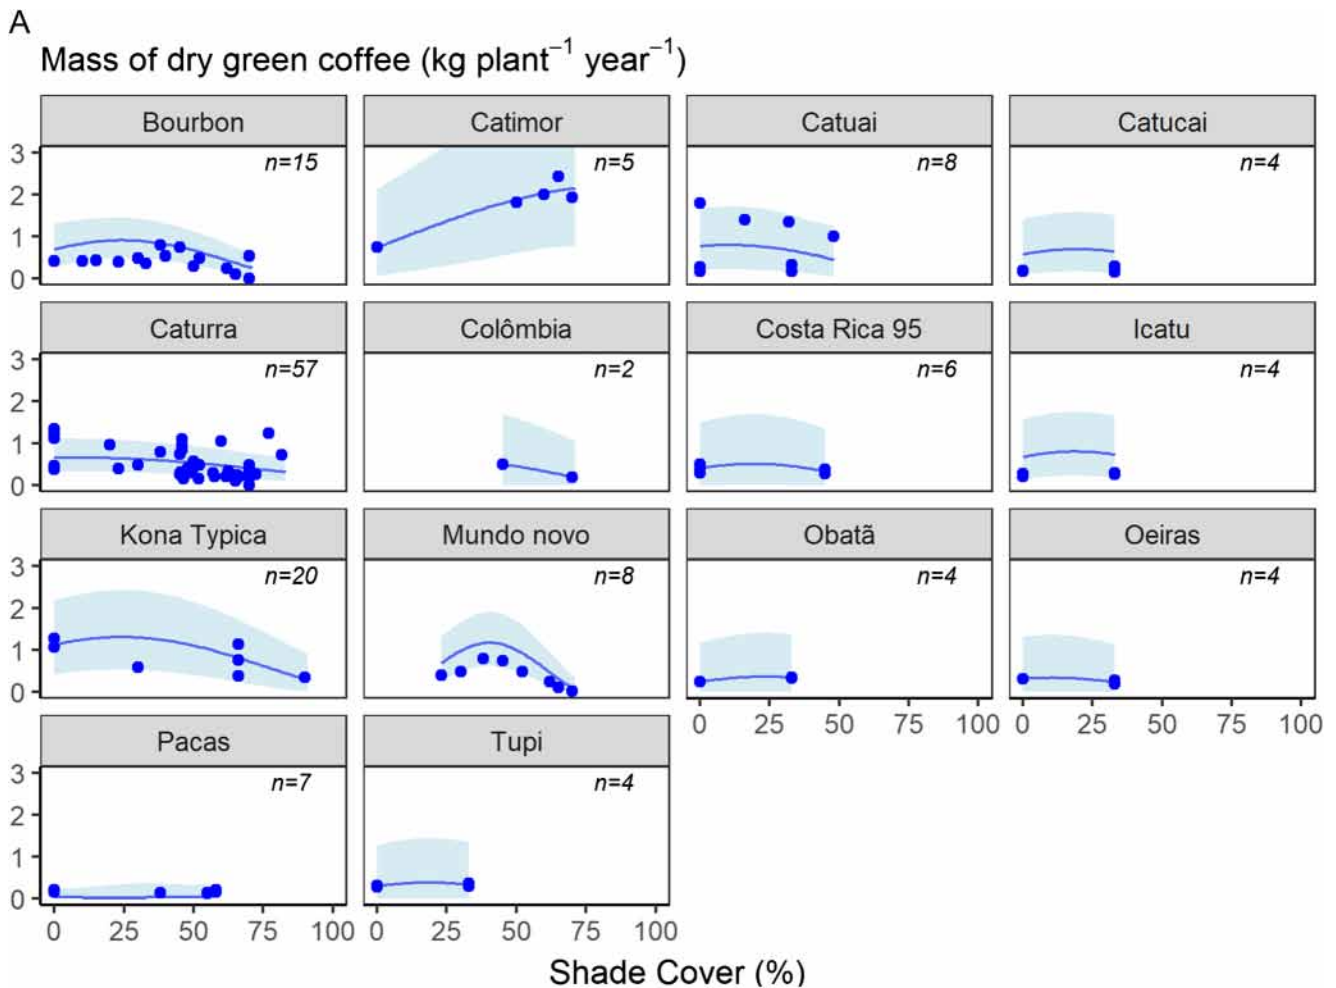 A
Mass of dry green coffee (kg plant⁻¹ year⁻¹)
Bourbon Catimor Catuai Catucai
n=15 n=5 n=8 n=4
3
2
1
0
Caturra Colômbia Costa Rica 95 Icatu
n=57 n=2 n=6 n=4
3
2
1
0
Kona Typica Mundo novo Obatã Oeiras
n=20 n=8 n=4 n=4
3
2
1
0
0 25 50 75 100 0 25 50 75 100
Pacas Tupi
n=7 n=4
3
2
1
0
0 25 50 75 100 0 25 50 75 100
Shade Cover (%)